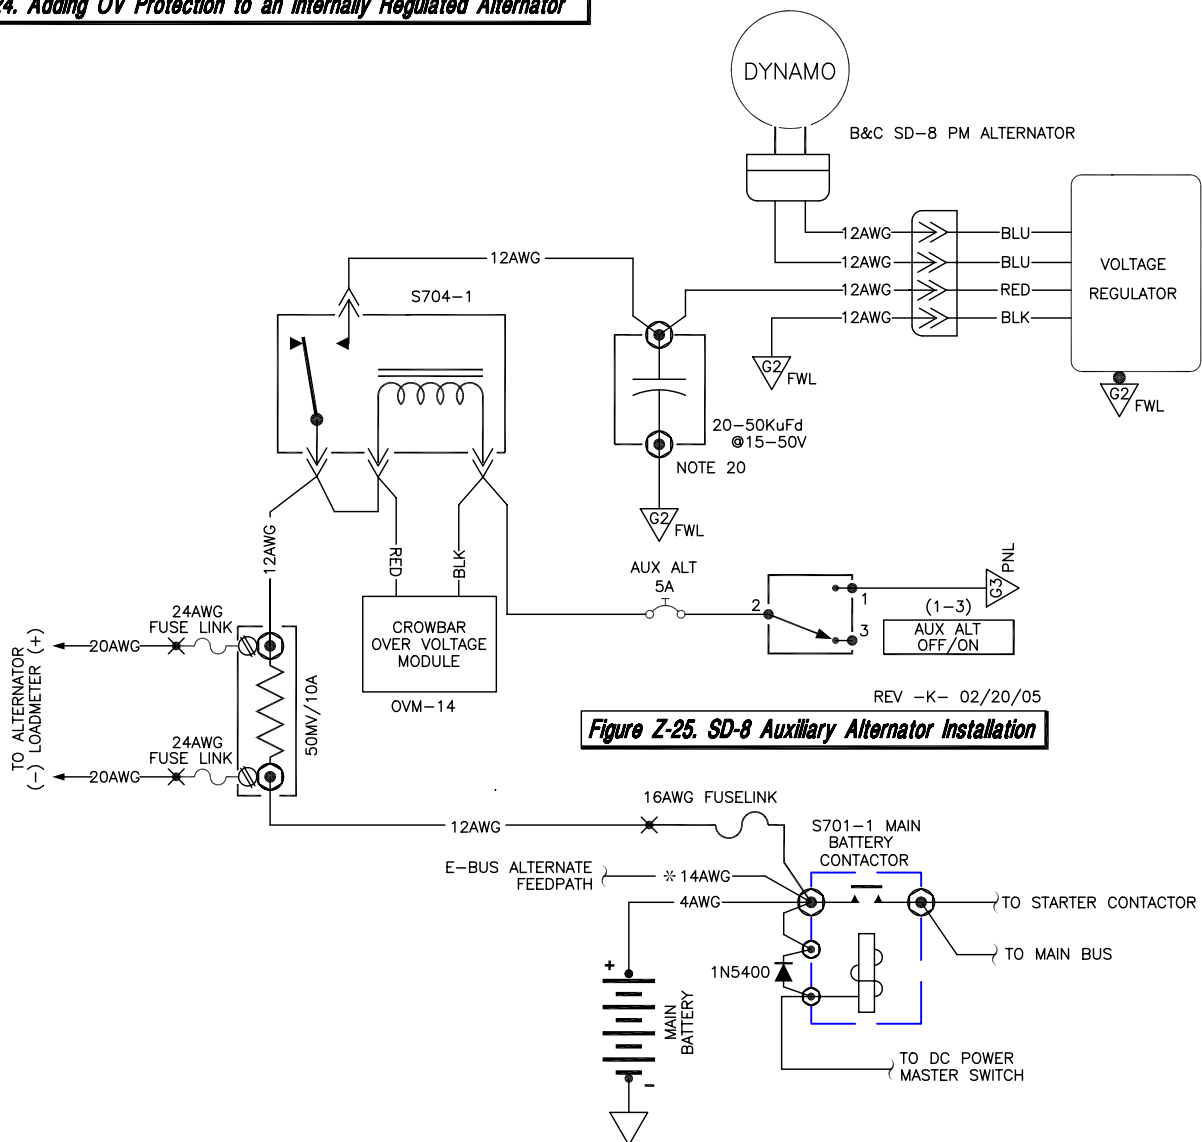 24. Adding OV Protection to an Internally Regulated Alternator
DYNAMO
B&C SD-8 PM ALTERNATOR
12AWG
BLU
12AWG
BLU
12AWG
RED
12AWG
BLK
VOLTAGE
REGULATOR
G2
FWL
G2
FWL
12AWG
S704-1
20-50KuFd
@15-50V
NOTE 20
G2
FWL
12AWG
RED
BLK
CROWBAR
OVER VOLTAGE
MODULE
OVM-14
AUX ALT
5A
2
1
3
G3
PNL
(1-3)
AUX ALT
OFF/ON
TO ALTERNATOR
(-) LOADMETER (+)
24AWG
FUSE LINK
20AWG
24AWG
FUSE LINK
20AWG
50MV/10A
REV -K- 02/20/05
Figure Z-25. SD-8 Auxiliary Alternator Installation
12AWG
16AWG FUSELINK
S701-1 MAIN
BATTERY
CONTACTOR
E-BUS ALTERNATE
FEEDPATH
* 14AWG
4AWG
TO STARTER CONTACTOR
TO MAIN BUS
1N5400
+
MAIN
BATTERY
-
TO DC POWER
MASTER SWITCH